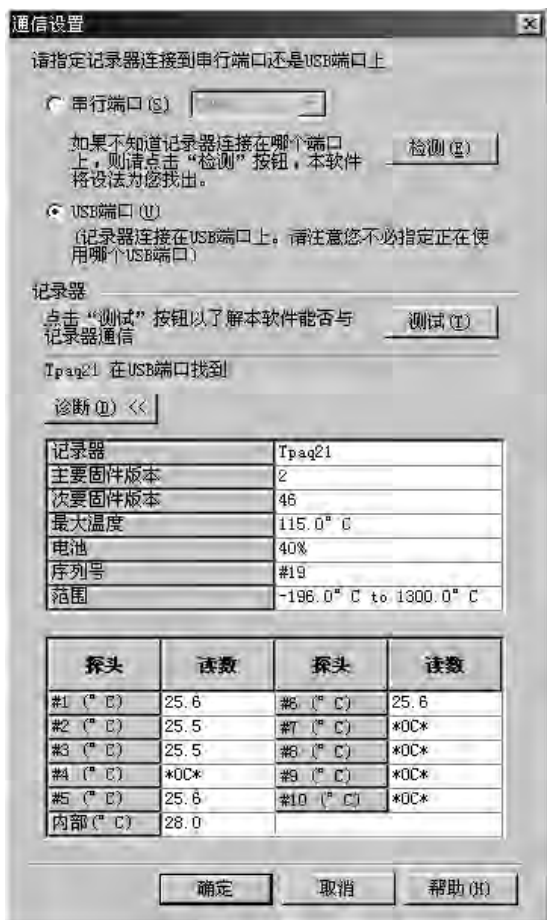 通信设置
请指定记录器连接到串行端口还是USB端口上
串行端口(S)
如果不知道记录器连接在哪个端口
上，则请点击“检测”按钮，本软件
将设法为您找出。
检测(E)
USB端口(U)
(记录器连接在USB端口上。请注意您不必指定正在使
用哪个USB端口)
记录器
点击“测试”按钮以了解本软件能否与
记录器通信
测试(T)
Tpaq21 在USB端口找到
诊断(D) <<
记录器 Tpaq21
主要固件版本 2
次要固件版本 46
最大温度 115.0° C
电池 40%
序列号 #19
范围 -196.0° C to 1300.0° C
探头 读数 探头 读数
#1 (° C) 25.6 #6 (° C) 25.6
#2 (° C) 25.5 #7 (° C) *OC*
#3 (° C) 25.5 #8 (° C) *OC*
#4 (° C) *OC* #9 (° C) *OC*
#5 (° C) 25.6 #10 (° C) *OC*
内部(° C) 28.0
确定 取消 帮助(H)